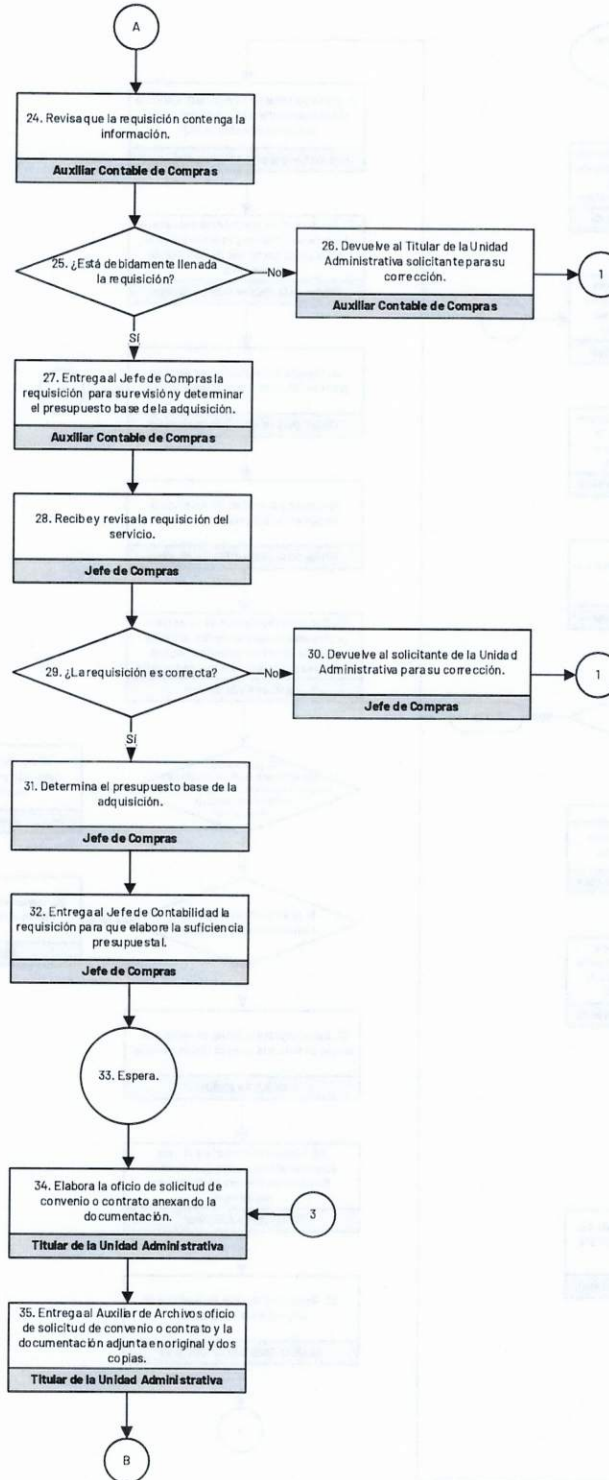 A
24. Revisa que la requisición contenga la
información.
Auxiliar Contable de Compras
25. ¿Está debidamente llenada
la requisición?
No
26. Devuelve al Titular de la Unidad
Administrativa solicitante para su
corrección.
Auxiliar Contable de Compras
1
Sí
27. Entrega al Jefe de Compras la
requisición para su revisión y determinar
el presupuesto base de la adquisición.
Auxiliar Contable de Compras
28. Recibe y revisa la requisición del
servicio.
Jefe de Compras
29. ¿La requisición es correcta?
No
30. Devuelve al solicitante de la Unidad
Administrativa para su corrección.
Jefe de Compras
1
Sí
31. Determina el presupuesto base de la
adquisición.
Jefe de Compras
32. Entrega al Jefe de Contabilidad la
requisición para que elabore la suficiencia
presupuestal.
Jefe de Compras
33. Espera.
34. Elabora la oficio de solicitud de
convenio o contrato anexando la
documentación.
Titular de la Unidad Administrativa
3
35. Entrega al Auxiliar de Archivos oficio
de solicitud de convenio o contrato y la
documentación adjunta en original y dos
copias.
Titular de la Unidad Administrativa
B